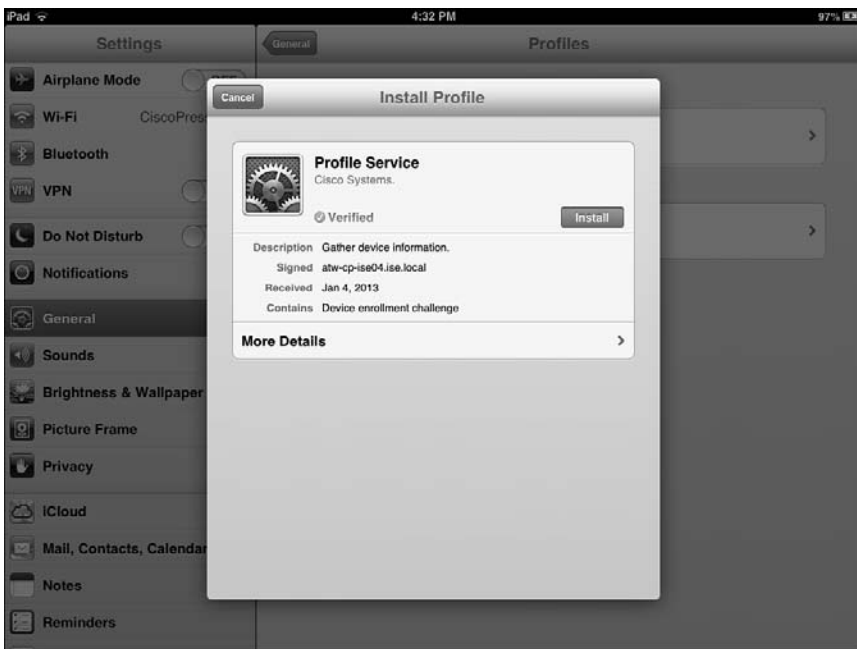 iPad
4:32 PM
97%
Settings
General
Profiles
Airplane Mode
Wi-Fi CiscoPres
Bluetooth
VPN VPN
Do Not Disturb
Notifications
General
Sounds
Brightness & Wallpaper
Picture Frame
Privacy
iCloud
Mail, Contacts, Calendar
Notes
Reminders
Cancel
Install Profile
Profile Service
Cisco Systems.
Verified
Install
Description Gather device information.
Signed atw-cp-ise04.ise.local
Received Jan 4, 2013
Contains Device enrollment challenge
More Details